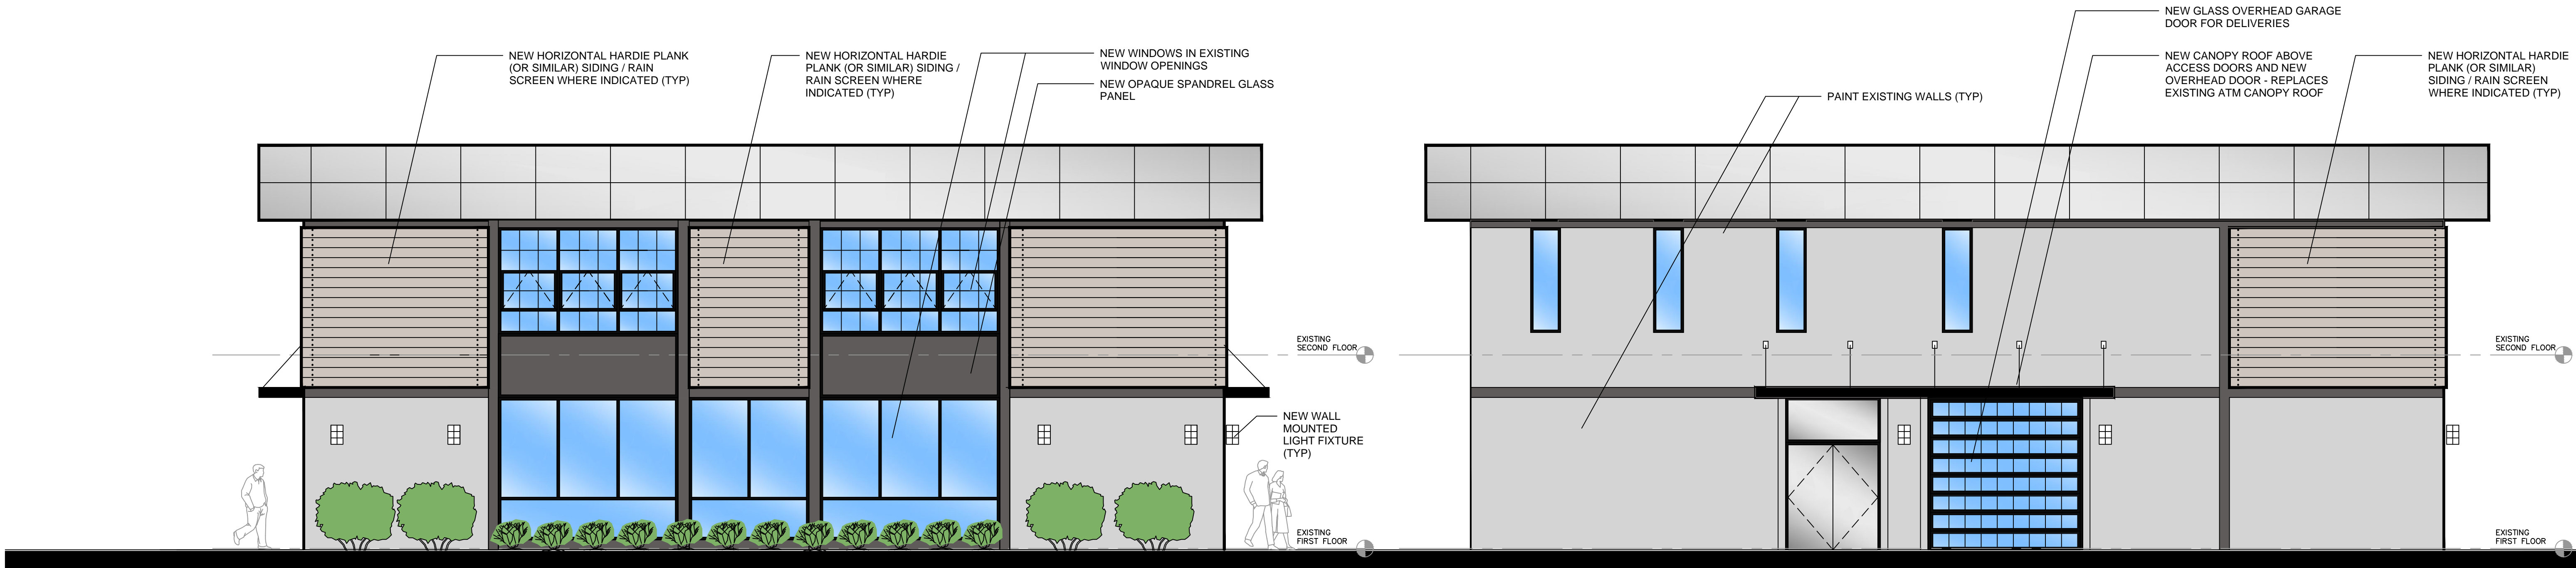 NEW HORIZONTAL HARDIE PLANK
(OR SIMILAR) SIDING / RAIN
SCREEN WHERE INDICATED (TYP)
NEW HORIZONTAL HARDIE
PLANK (OR SIMILAR) SIDING /
RAIN SCREEN WHERE
INDICATED (TYP)
NEW WINDOWS IN EXISTING
WINDOW OPENINGS
NEW OPAQUE SPANDREL GLASS
PANEL
EXISTING
SECOND FLOOR
NEW WALL
MOUNTED
LIGHT FIXTURE
(TYP)
EXISTING
FIRST FLOOR
PAINT EXISTING WALLS (TYP)
NEW GLASS OVERHEAD GARAGE
DOOR FOR DELIVERIES
NEW CANOPY ROOF ABOVE
ACCESS DOORS AND NEW
OVERHEAD DOOR - REPLACES
EXISTING ATM CANOPY ROOF
NEW HORIZONTAL HARDIE
PLANK (OR SIMILAR)
SIDING / RAIN SCREEN
WHERE INDICATED (TYP)
EXISTING
SECOND FLOOR
EXISTING
FIRST FLOOR